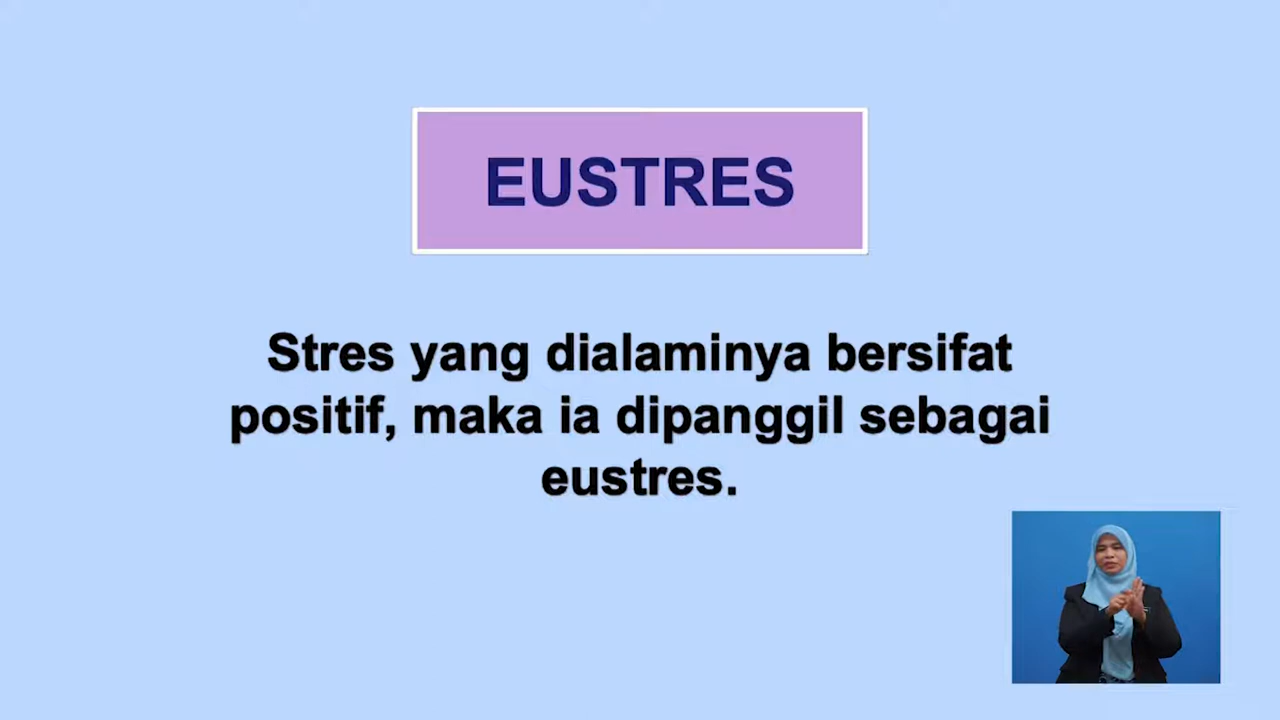 EUSTRES
Stres yang dialaminya bersifat
positif, maka ia dipanggil sebagai
eustres.